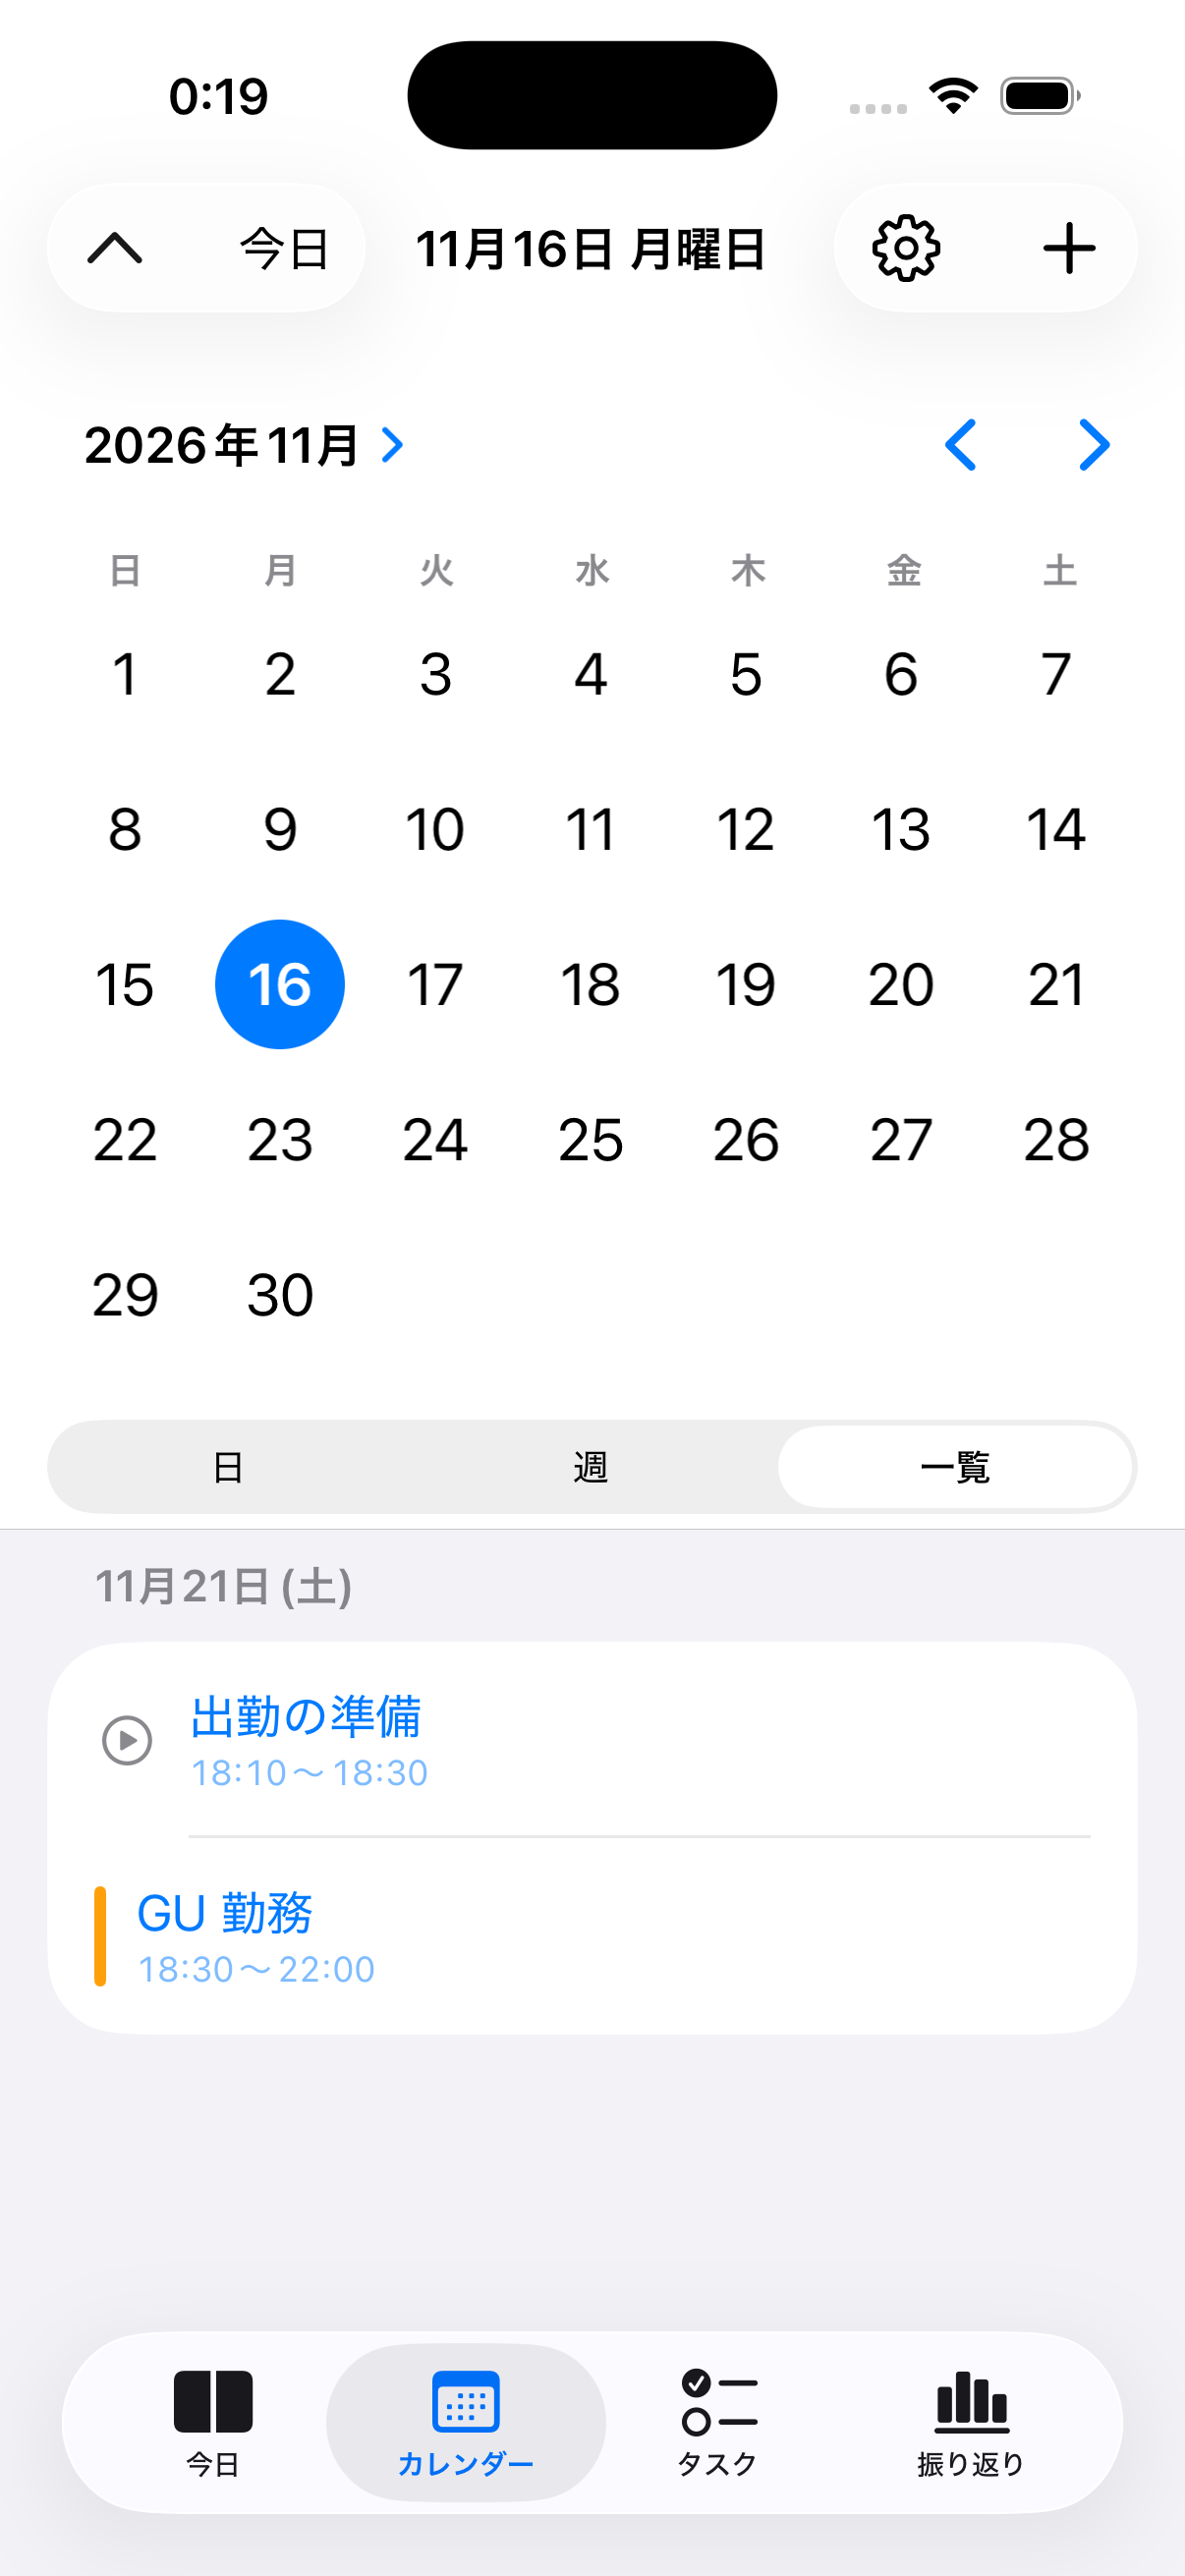 0:19
今日
11月16日 月曜日
2026年 11月
日 月 火 水 木 金 土
1 2 3 4 5 6 7
8 9 10 11 12 13 14
15 16 17 18 19 20 21
22 23 24 25 26 27 28
29 30
日 週 一覧
11月21日 (土)
出勤の準備
18:10〜18:30
GU 勤務
18:30〜22:00
今日 カレンダー タスク 振り返り